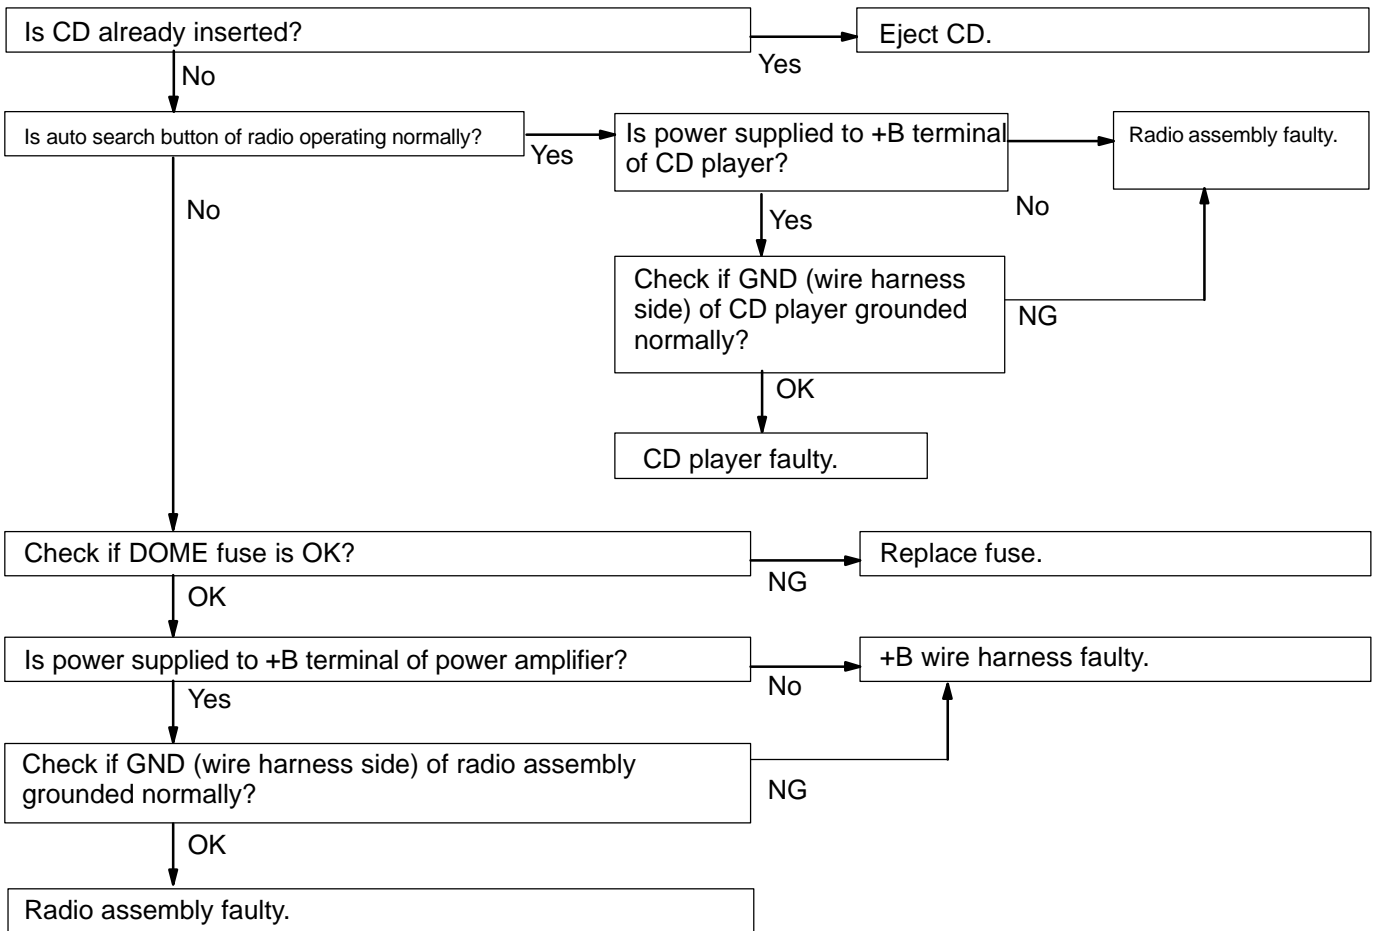 Is CD already inserted?
Eject CD.
Yes
No
Is auto search button of radio operating normally?
Yes
Is power supplied to +B terminal
of CD player?
Radio assembly faulty.
No
No
Yes
Check if GND (wire harness
side) of CD player grounded
normally?
NG
OK
CD player faulty.
Check if DOME fuse is OK?
Replace fuse.
NG
OK
Is power supplied to +B terminal of power amplifier?
+B wire harness faulty.
No
Yes
Check if GND (wire harness side) of radio assembly
grounded normally?
NG
OK
Radio assembly faulty.